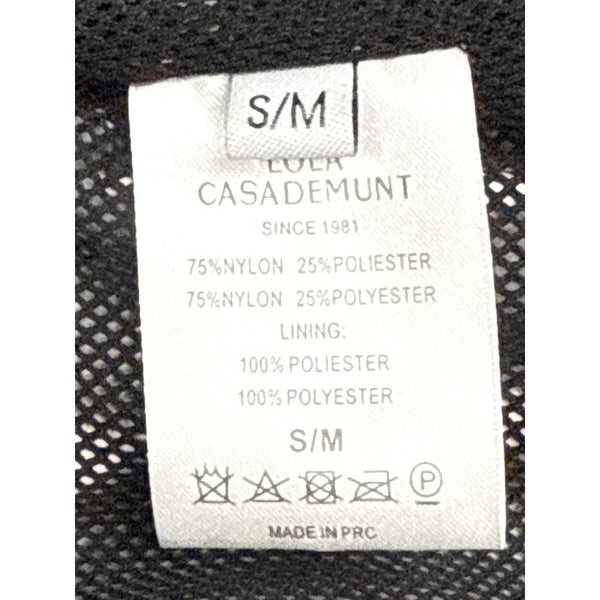 S/M
LOLA
CASADEMUNT
SINCE 1981
75%NYLON 25%POLIESTER
75%NYLON 25%POLYESTER
LINING:
100% POLIESTER
100% POLYESTER
S/M
P
MADE IN PRC